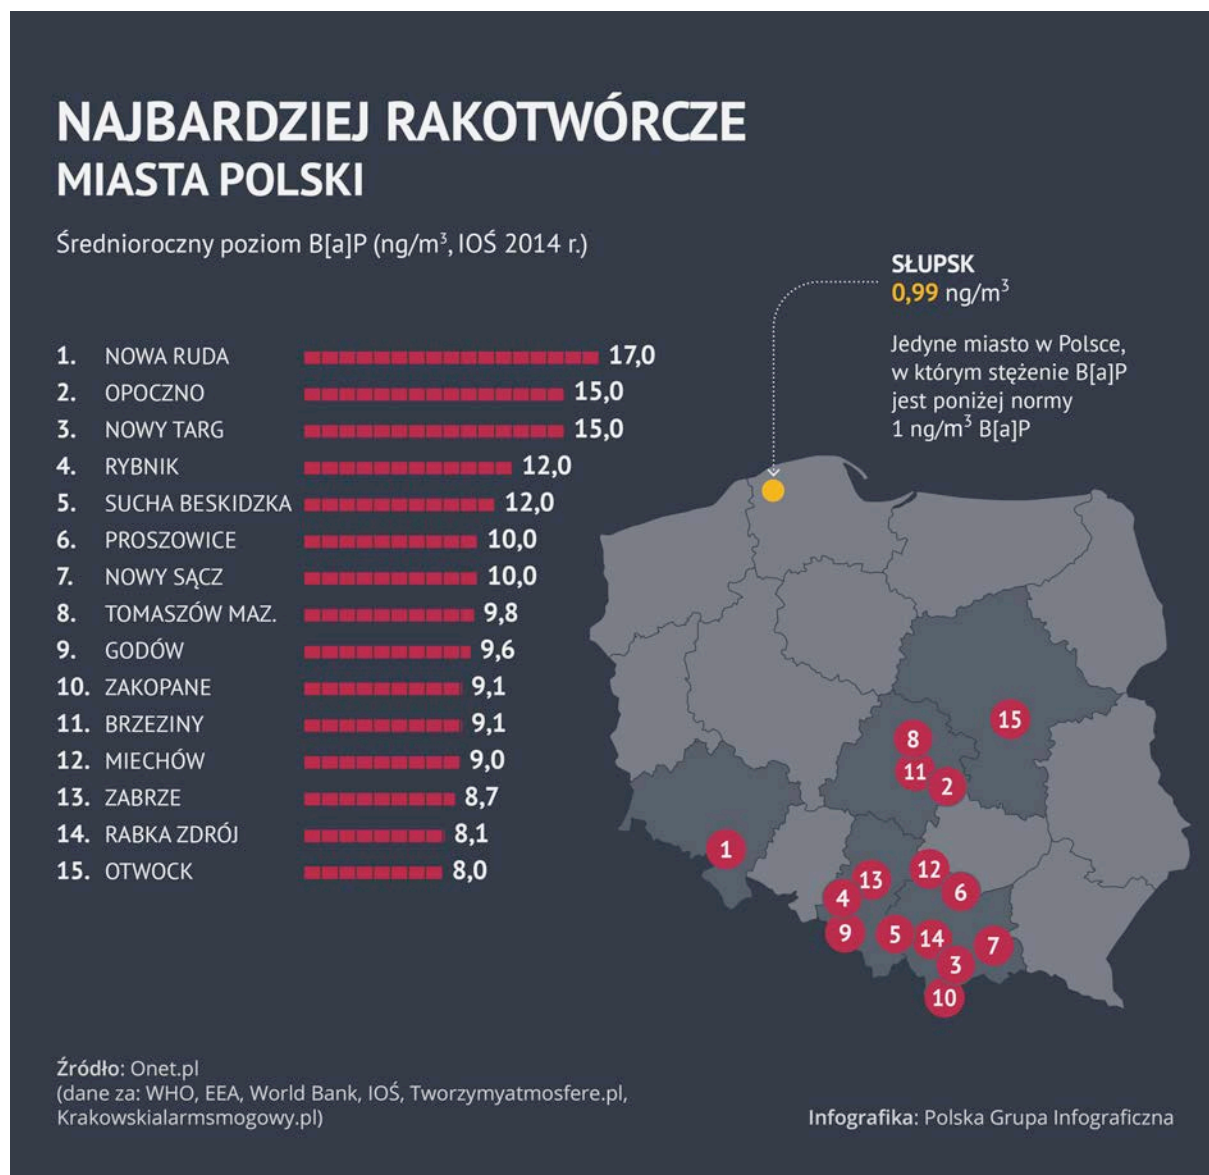 NAJBARDZIEJ RAKOTWÓRCZE
MIASTA POLSKI
Średnioroczny poziom B[a]P (ng/m³, IOŚ 2014 r.)
SŁUPSK
0,99 ng/m³
Jedyne miasto w Polsce,
w którym stężenie B[a]P
jest poniżej normy
1 ng/m³ B[a]P
1. NOWA RUDA 17,0
2. OPOCZNO 15,0
3. NOWY TARG 15,0
4. RYBNIK 12,0
5. SUCHA BESKIDZKA 12,0
6. PROSZOWICE 10,0
7. NOWY SĄCZ 10,0
8. TOMASZÓW MAZ. 9,8
9. GODÓW 9,6
10. ZAKOPANE 9,1
11. BRZEZINY 9,1
12. MIECHÓW 9,0
13. ZABRZE 8,7
14. RABKA ZDRÓJ 8,1
15. OTWOCK 8,0
15
8
11
2
1
12
13
6
4
9
5
14
7
3
10
Źródło: Onet.pl
(dane za: WHO, EEA, World Bank, IOŚ, Tworzymyatmosfere.pl,
Krakowskialarmsmogowy.pl)
Infografika: Polska Grupa Infograficzna